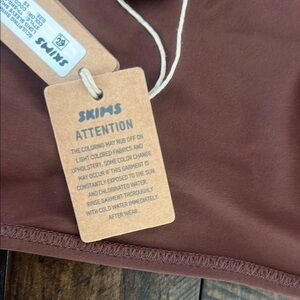 SKIMS
SKIMS
ATTENTION
THE COLORING MAY RUB OFF ON
LIGHT COLORED FABRICS AND
UPHOLSTERY. SOME COLOR CHANGE
MAY OCCUR IF THIS GARMENT IS
CONSTANTLY EXPOSED TO THE SUN
AND CHLORINATED WATER.
RINSE GARMENT THOROUGHLY
WITH COLD WATER IMMEDIATELY
AFTER WEAR.